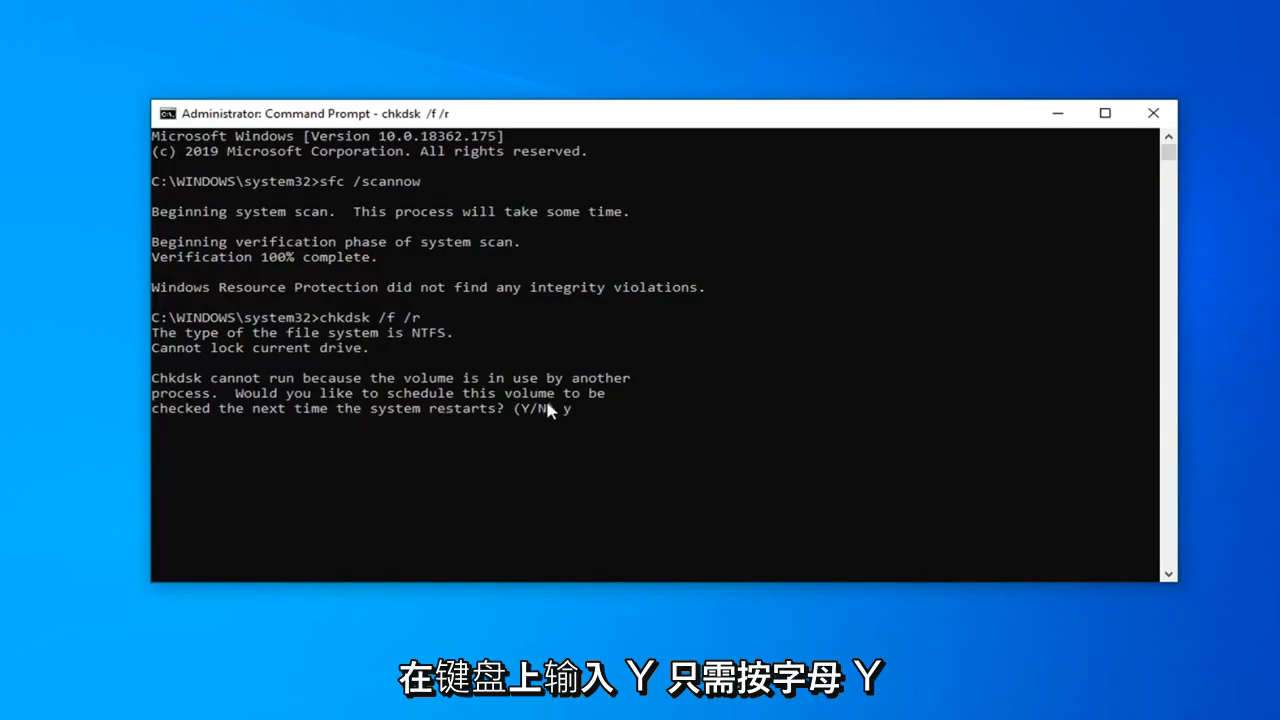 Administrator: Command Prompt - chkdsk /f /r
Microsoft Windows [Version 10.0.18362.175]
(c) 2019 Microsoft Corporation. All rights reserved.
C:\WINDOWS\system32>sfc /scannow
Beginning system scan.  This process will take some time.
Beginning verification phase of system scan.
Verification 100% complete.
Windows Resource Protection did not find any integrity violations.
C:\WINDOWS\system32>chkdsk /f /r
The type of the file system is NTFS.
Cannot lock current drive.
Chkdsk cannot run because the volume is in use by another
process.  Would you like to schedule this volume to be
checked the next time the system restarts? (Y/N) y
在键盘上输入 Y 只需按字母 Y